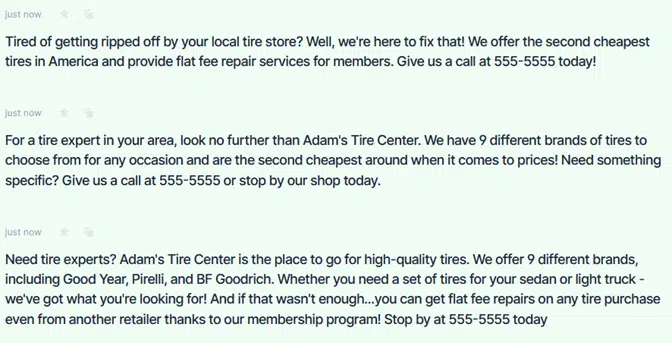 just now
Tired of getting ripped off by your local tire store? Well, we're here to fix that! We offer the second cheapest
tires in America and provide flat fee repair services for members. Give us a call at 555-5555 today!
just now
For a tire expert in your area, look no further than Adam's Tire Center. We have 9 different brands of tires to
choose from for any occasion and are the second cheapest around when it comes to prices! Need something
specific? Give us a call at 555-5555 or stop by our shop today.
just now
Need tire experts? Adam's Tire Center is the place to go for high-quality tires. We offer 9 different brands,
including Good Year, Pirelli, and BF Goodrich. Whether you need a set of tires for your sedan or light truck -
we've got what you're looking for! And if that wasn't enough...you can get flat fee repairs on any tire purchase
even from another retailer thanks to our membership program! Stop by at 555-5555 today